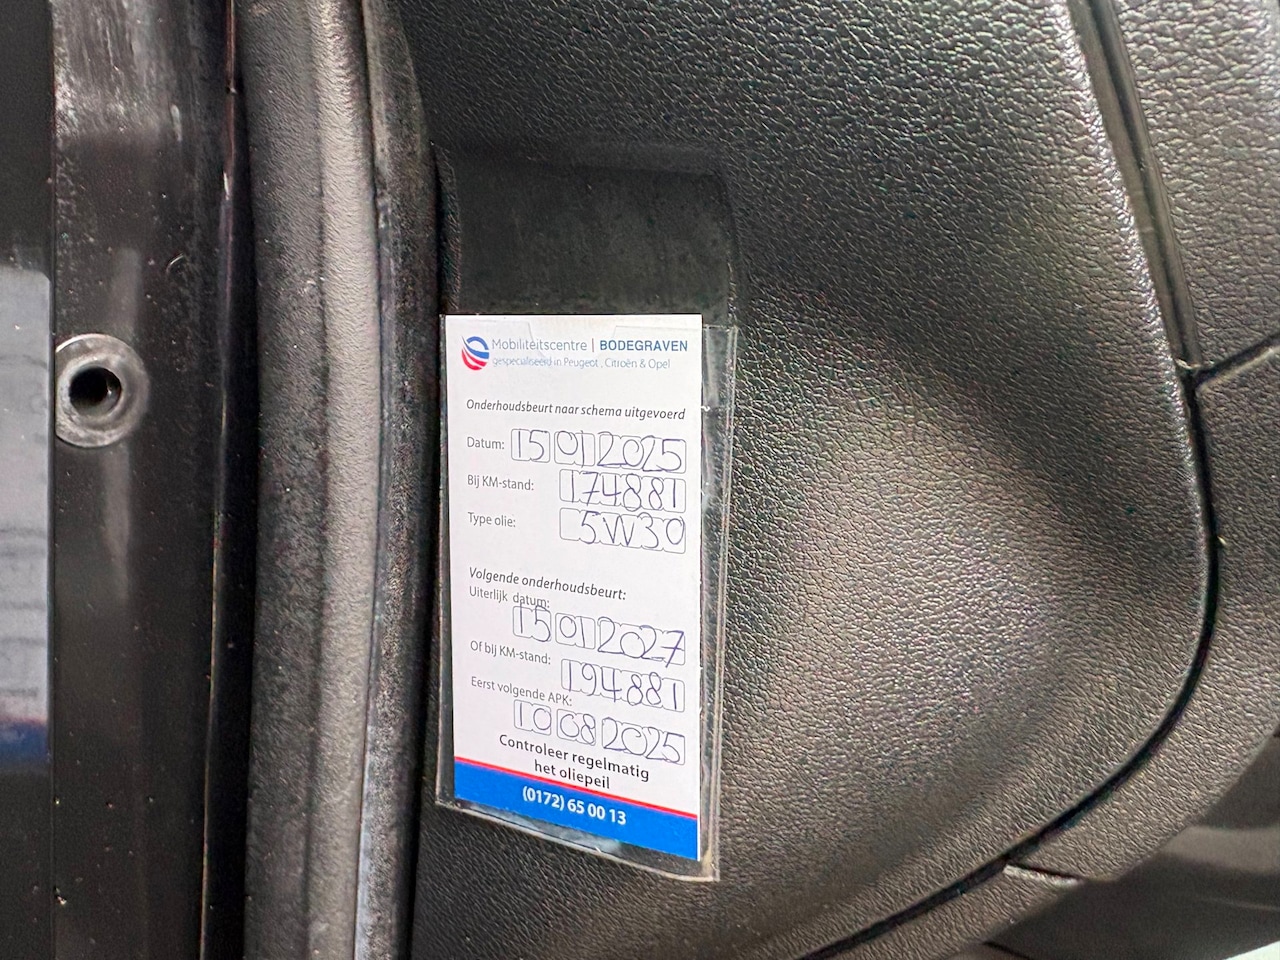 Mobiliteitscentre | BODEGRAVEN
gespecialiseerd in Peugeot, Citroën & Opel
Onderhoudsbeurt naar schema uitgevoerd
Datum: 15 01 2025
Bij KM-stand: 174881
Type olie: 5W30
Volgende onderhoudsbeurt:
Uiterlijk datum:
15 01 2027
Of bij KM-stand:
194881
Eerst volgende APK:
10 08 2025
Controleer regelmatig
het oliepeil
(0172) 65 00 13